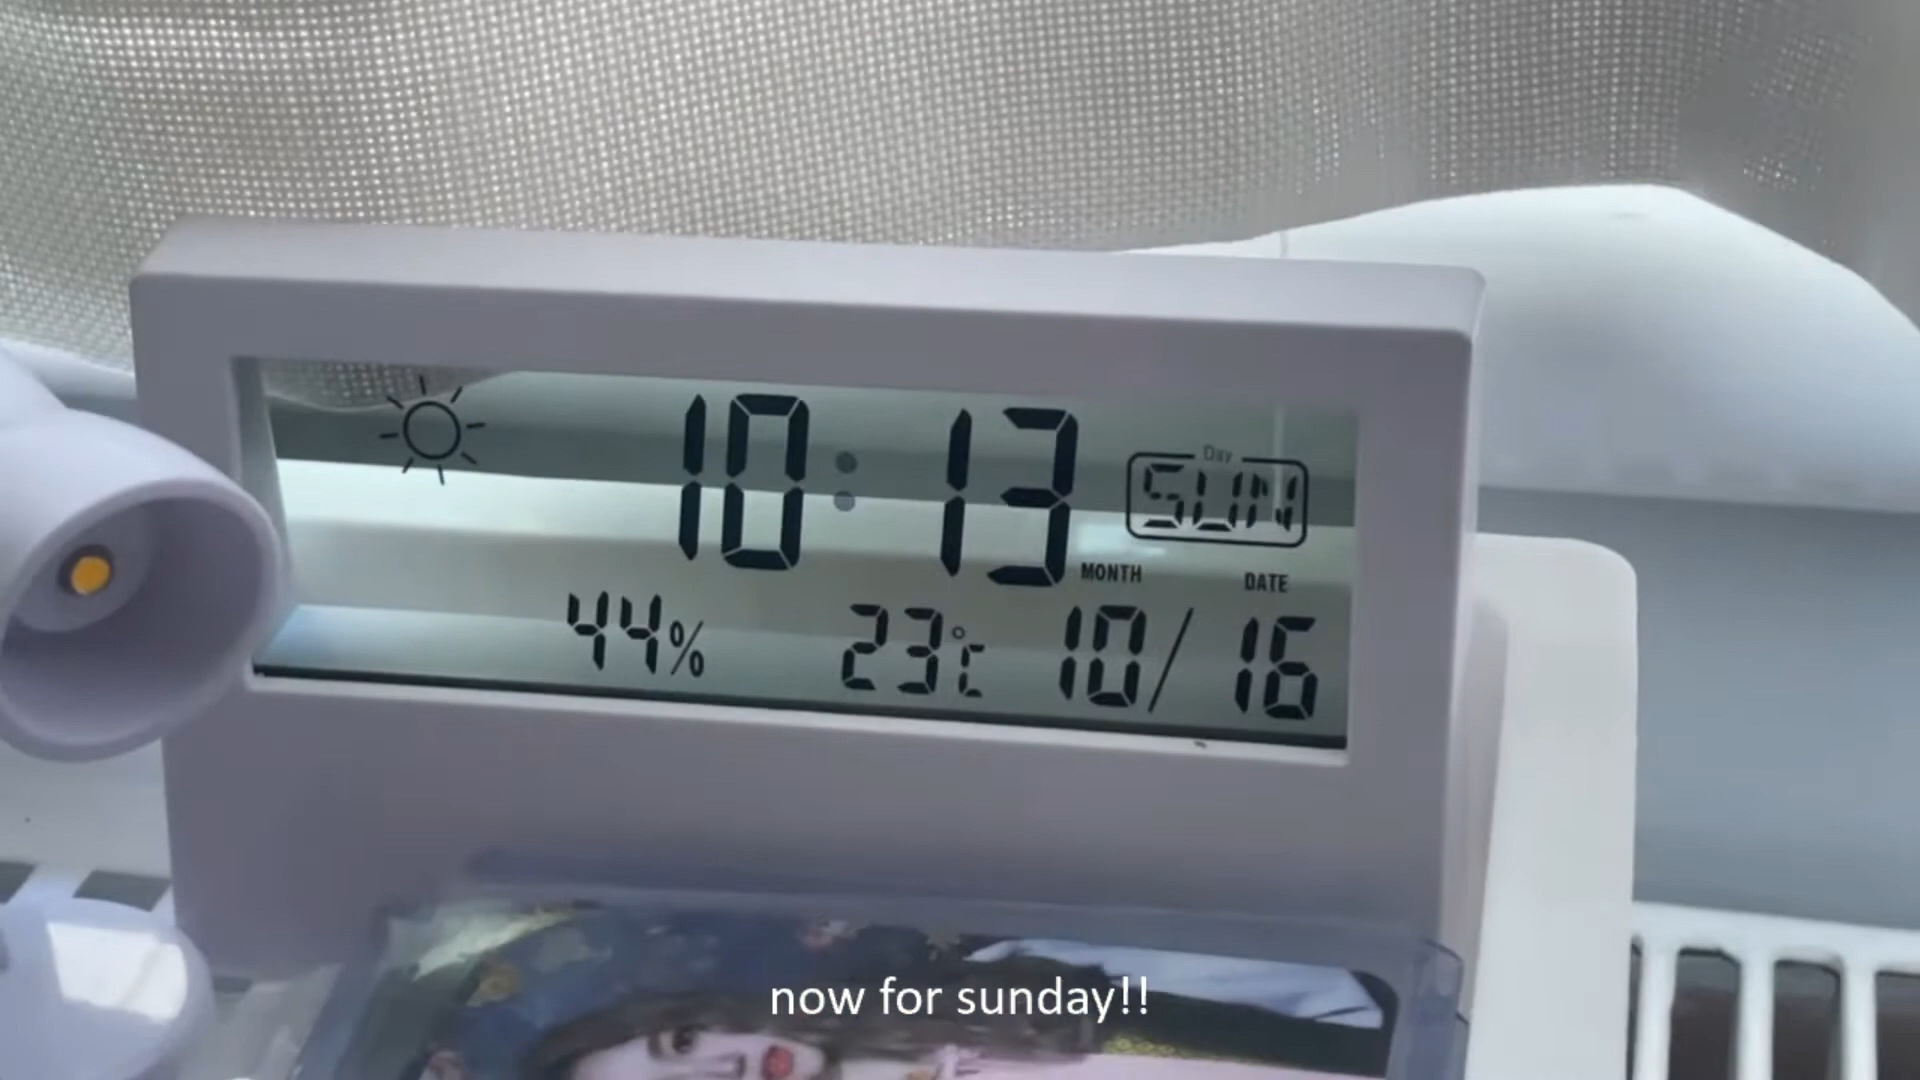 10:13
Day
SUN
MONTH
DATE
44%
23°C
10/16
now for sunday!!